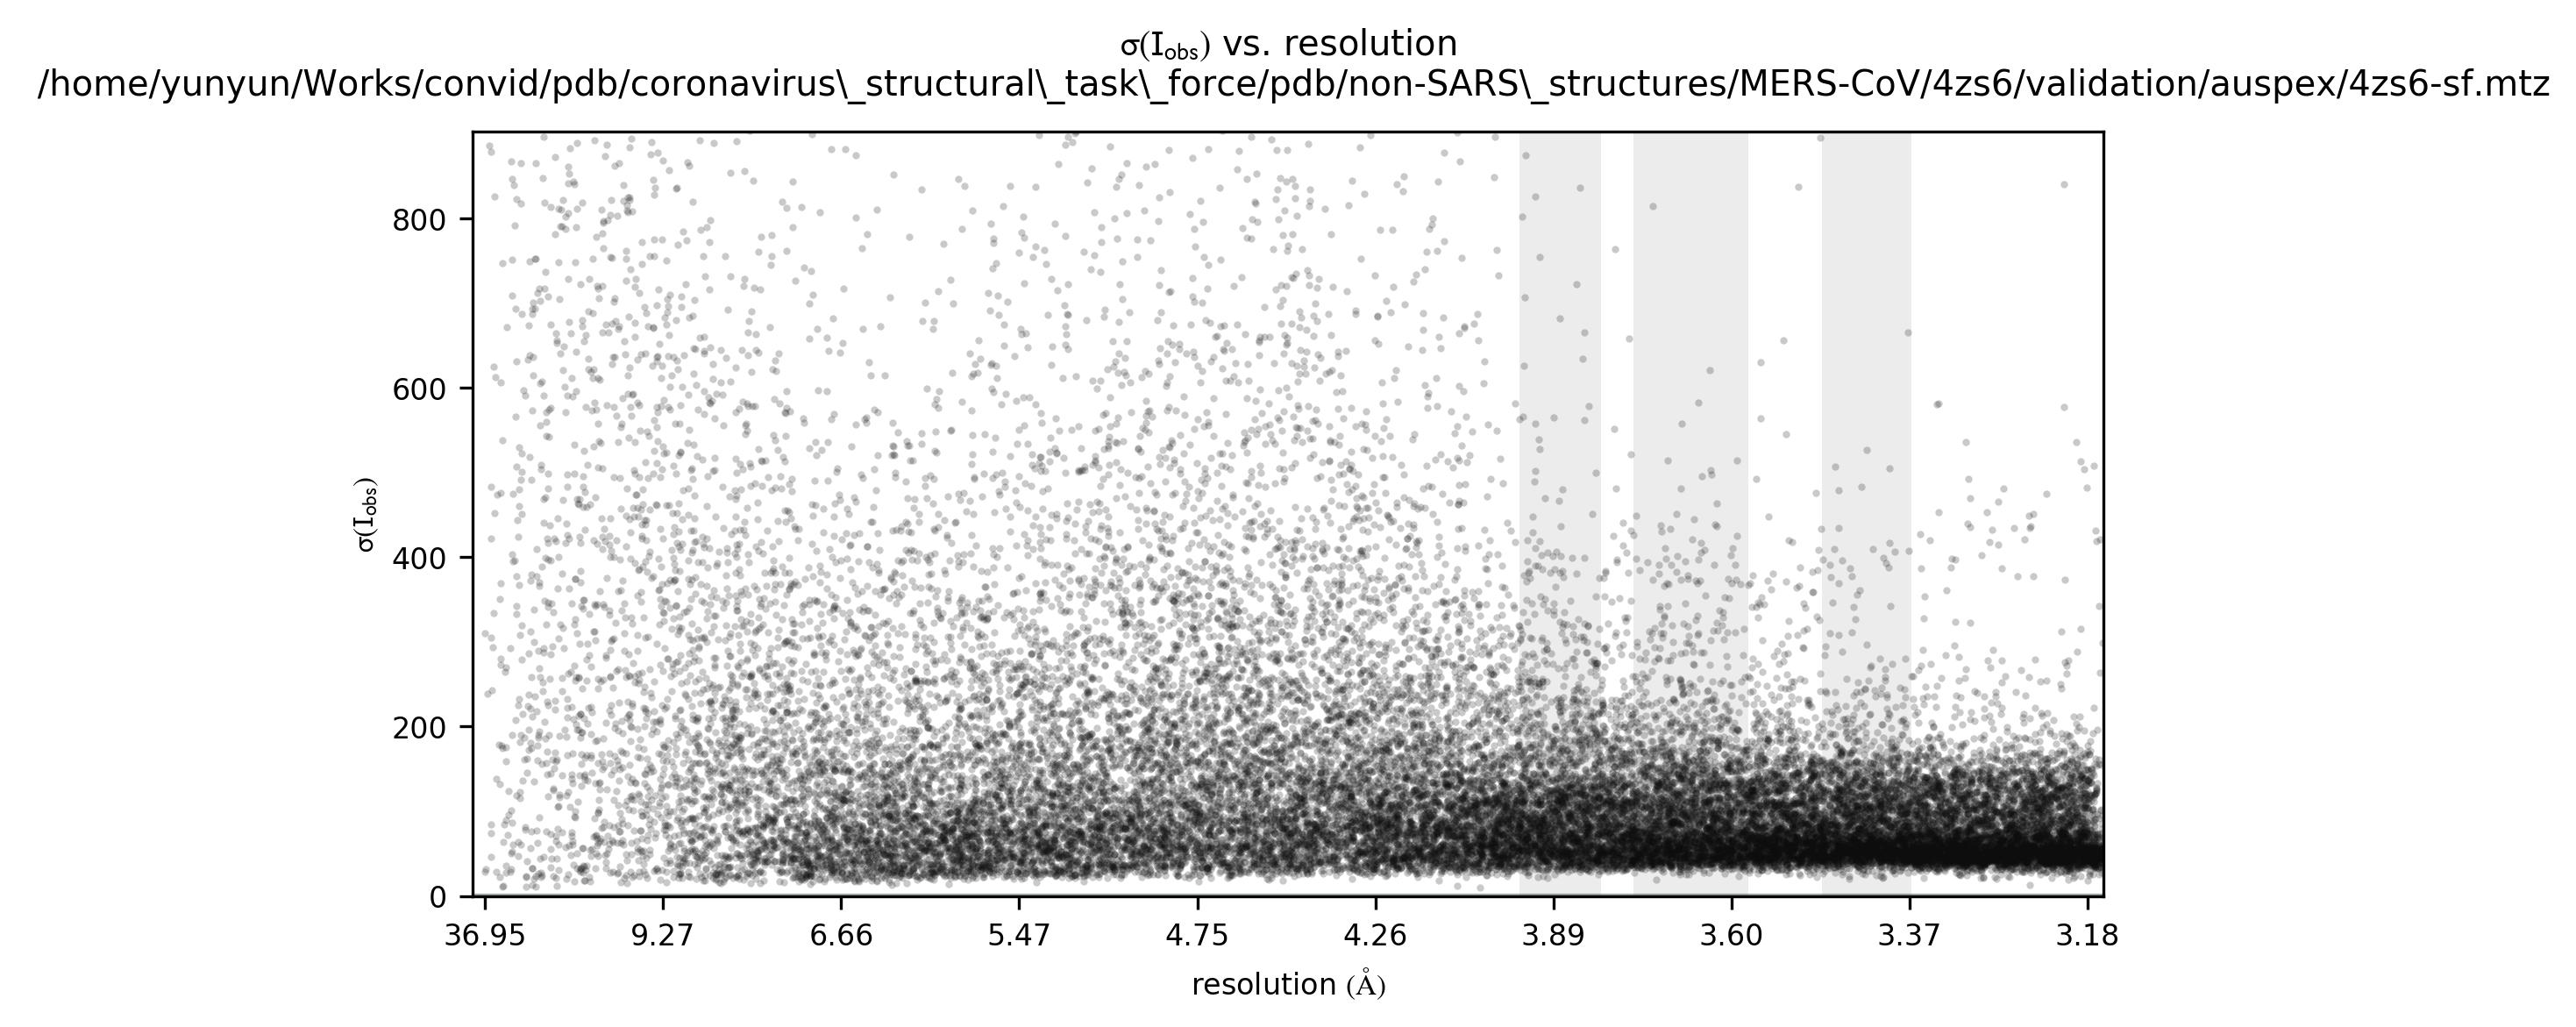 σ(I_obs) vs. resolution
/home/yunyun/Works/convid/pdb/coronavirus\_structural\_task\_force/pdb/non-SARS\_structures/MERS-CoV/4zs6/validation/auspex/4zs6-sf.mtz
800
600
400
200
0
σ(I_obs)
36.95 9.27 6.66 5.47 4.75 4.26 3.89 3.60 3.37 3.18
resolution (Å)